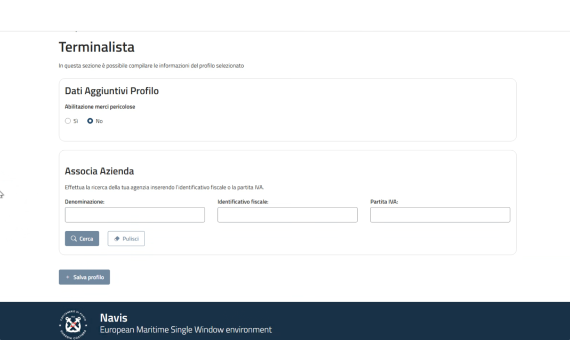 Terminalista
In questa sezione è possibile compilare le informazioni del profilo selezionato
Dati Aggiuntivi Profilo
Abilitazione merci pericolose
Si No
Associa Azienda
Effettua la ricerca della tua agenzia inserendo l'identificativo fiscale o la partita IVA.
Denominazione: Identificativo fiscale: Partita IVA:
Cerca Pulisci
Salva profilo
Navis
European Maritime Single Window environment